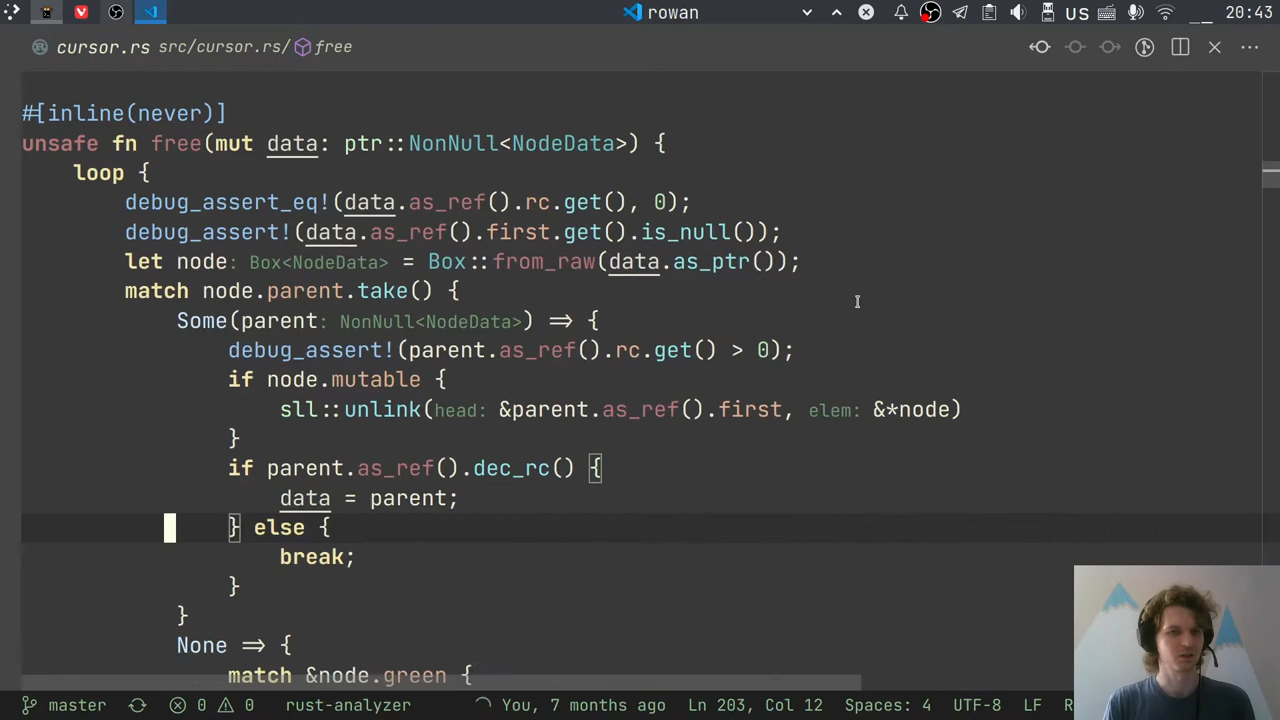 rowan
US
20:43
cursor.rs src/cursor.rs/ free
#[inline(never)]
unsafe fn free(mut data: ptr::NonNull<NodeData>) {
loop {
debug_assert_eq!(data.as_ref().rc.get(), 0);
debug_assert!(data.as_ref().first.get().is_null());
let node: Box<NodeData> = Box::from_raw(data.as_ptr());
match node.parent.take() {
Some(parent: NonNull<NodeData>) => {
debug_assert!(parent.as_ref().rc.get() > 0);
if node.mutable {
sll::unlink(head: &parent.as_ref().first, elem: &*node)
}
if parent.as_ref().dec_rc() {
data = parent;
} else {
break;
}
}
None => {
match &node.green {
master 0 0 rust-analyzer You, 7 months ago Ln 203, Col 12 Spaces: 4 UTF-8 LF